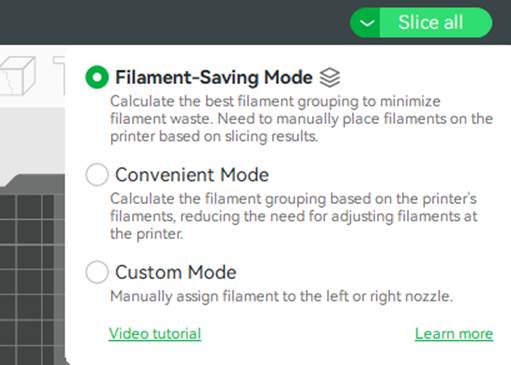 Slice all
Filament-Saving Mode
Calculate the best filament grouping to minimize
filament waste. Need to manually place filaments on the
printer based on slicing results.
Convenient Mode
Calculate the filament grouping based on the printer's
filaments, reducing the need for adjusting filaments at
the printer.
Custom Mode
Manually assign filament to the left or right nozzle.
Video tutorial
Learn more